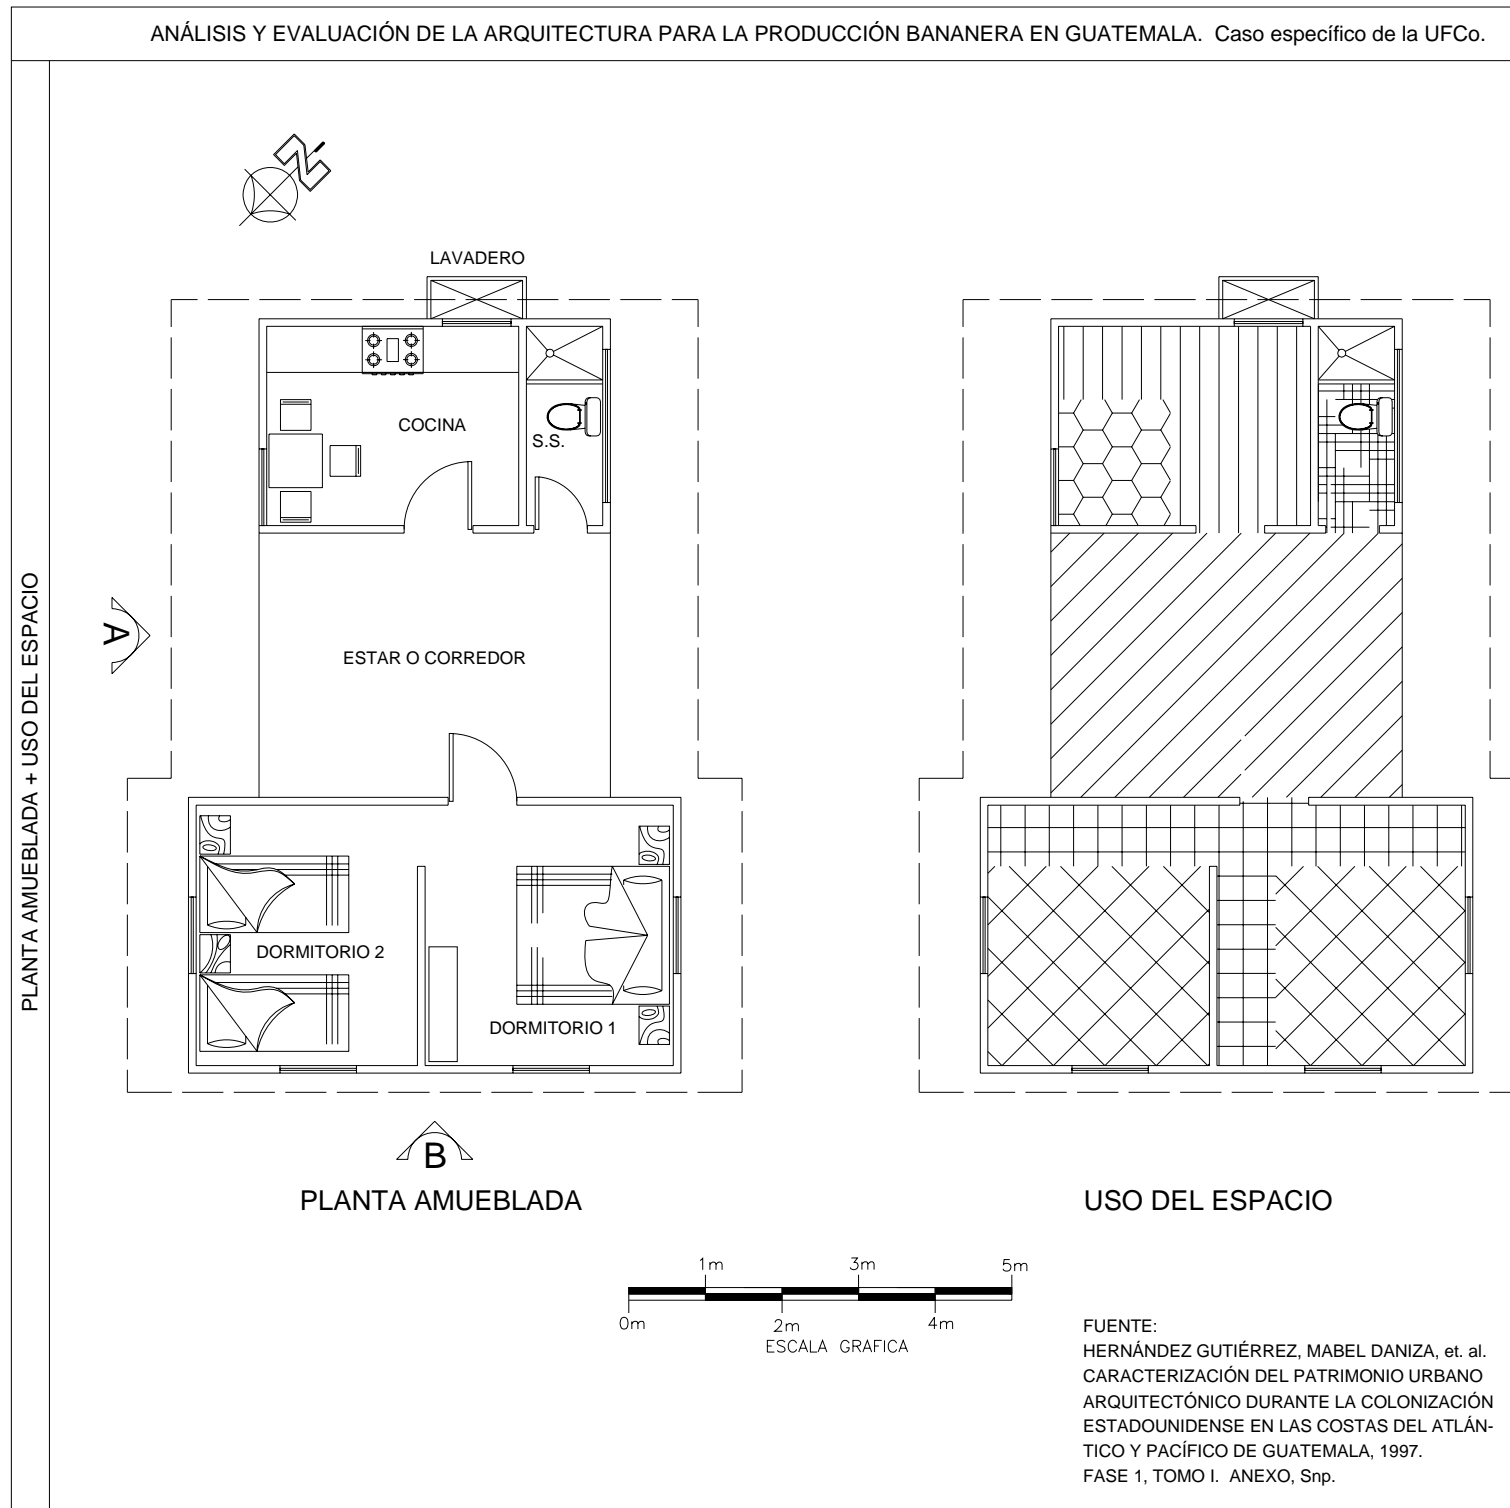 ANÁLISIS Y EVALUACIÓN DE LA ARQUITECTURA PARA LA PRODUCCIÓN BANANERA EN GUATEMALA.  Caso específico de la UFCo.
PLANTA AMUEBLADA + USO DEL ESPACIO
N
LAVADERO
COCINA
S.S.
A
ESTAR O CORREDOR
DORMITORIO 2
DORMITORIO 1
B
PLANTA AMUEBLADA
USO DEL ESPACIO
1m 3m 5m
0m 2m 4m
ESCALA GRAFICA
FUENTE:
HERNÁNDEZ GUTIÉRREZ, MABEL DANIZA, et. al.
CARACTERIZACIÓN DEL PATRIMONIO URBANO
ARQUITECTÓNICO DURANTE LA COLONIZACIÓN
ESTADOUNIDENSE EN LAS COSTAS DEL ATLÁN-
TICO Y PACÍFICO DE GUATEMALA, 1997.
FASE 1, TOMO I.  ANEXO, Snp.